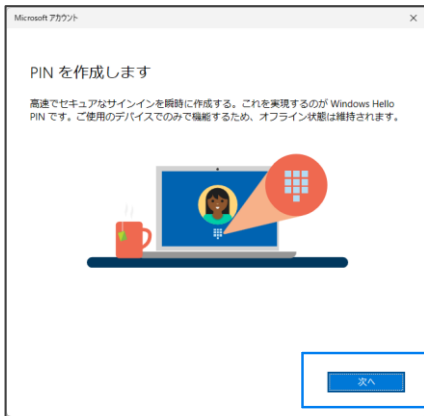 Microsoft アカウント
PIN を作成します
高速でセキュアなサインインを瞬時に作成する。これを実現するのが Windows Hello
PIN です。ご使用のデバイスでのみ機能するため、オフライン状態は維持されます。
次へ